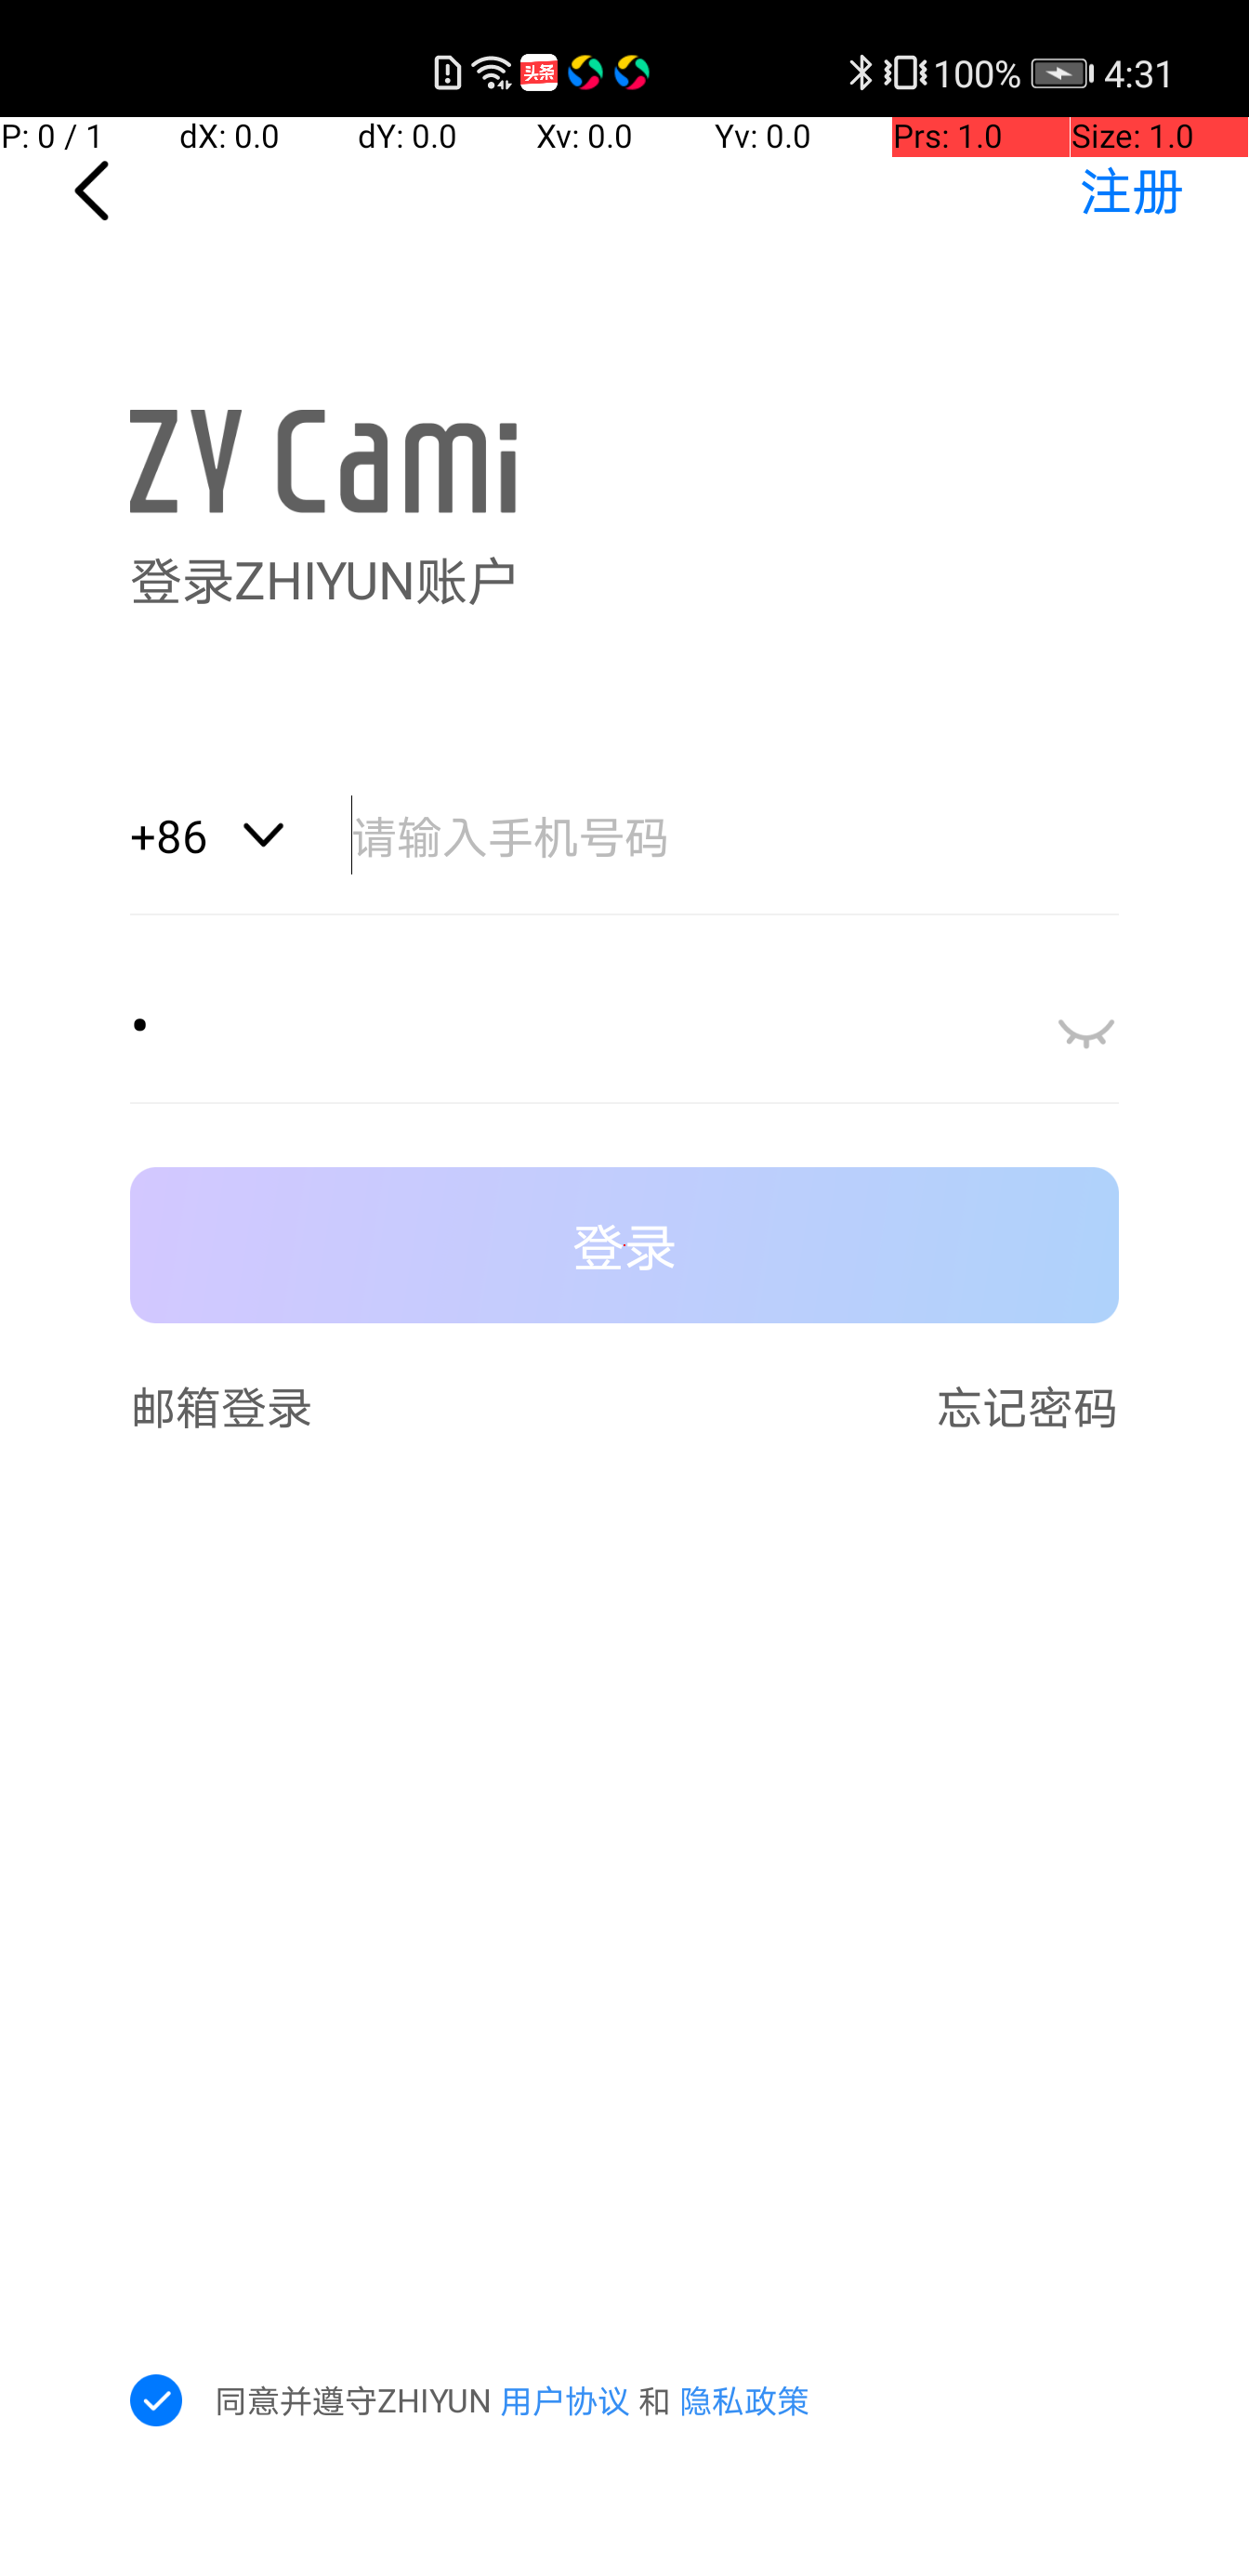 头条 100% 4:31
P: 0 / 1 dX: 0.0 dY: 0.0 Xv: 0.0 Yv: 0.0 Prs: 1.0 Size: 1.0
注册
ZY Cami
登录ZHIYUN账户
+86 请输入手机号码
•
登录
邮箱登录 忘记密码
同意并遵守ZHIYUN 用户协议 和 隐私政策